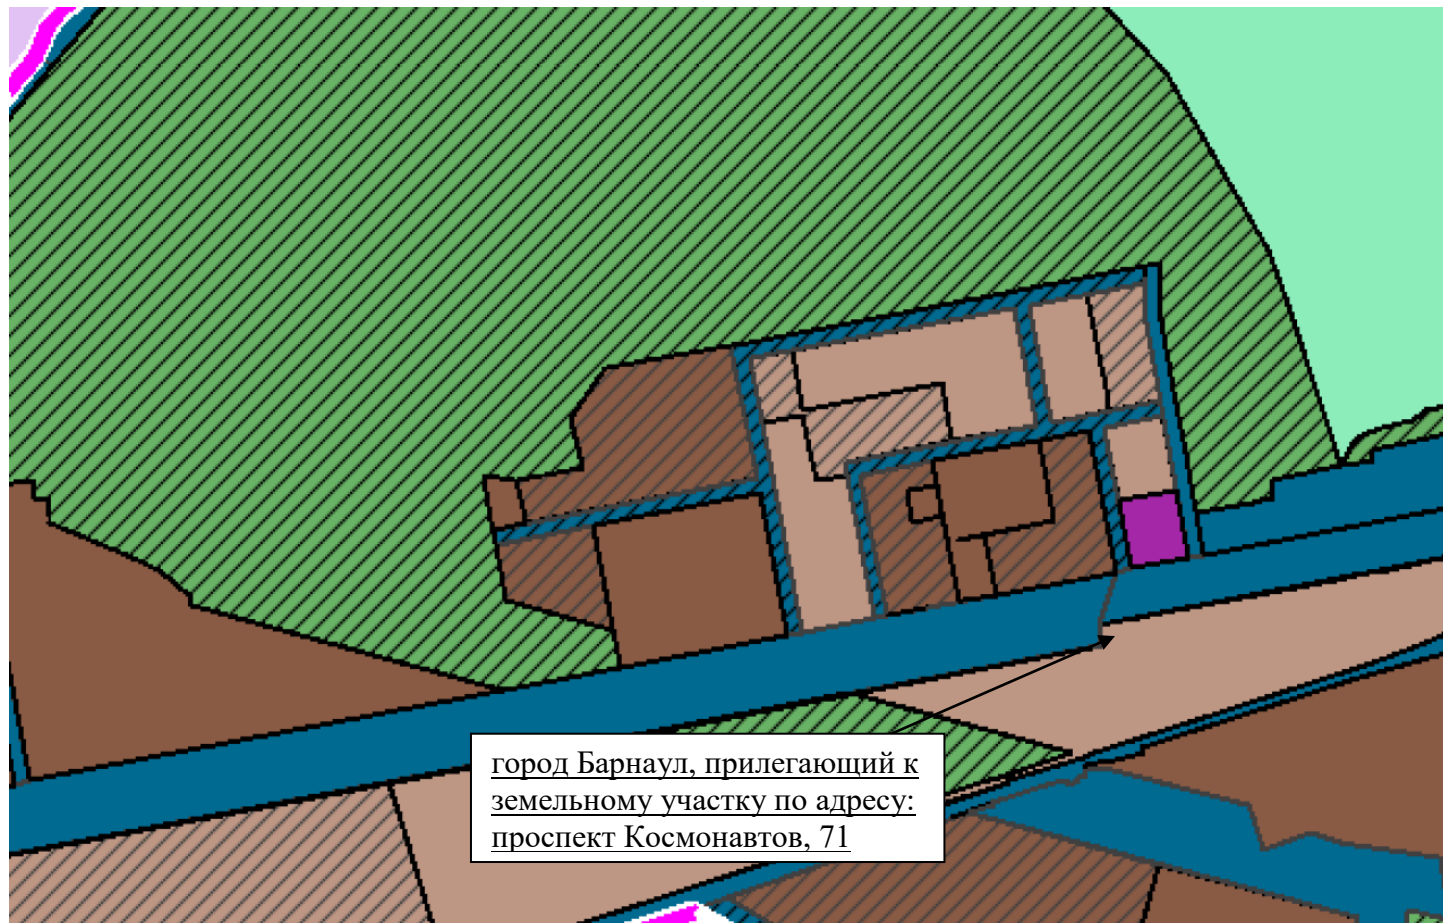 город Барнаул, прилегающий к
земельному участку по адресу:
проспект Космонавтов, 71